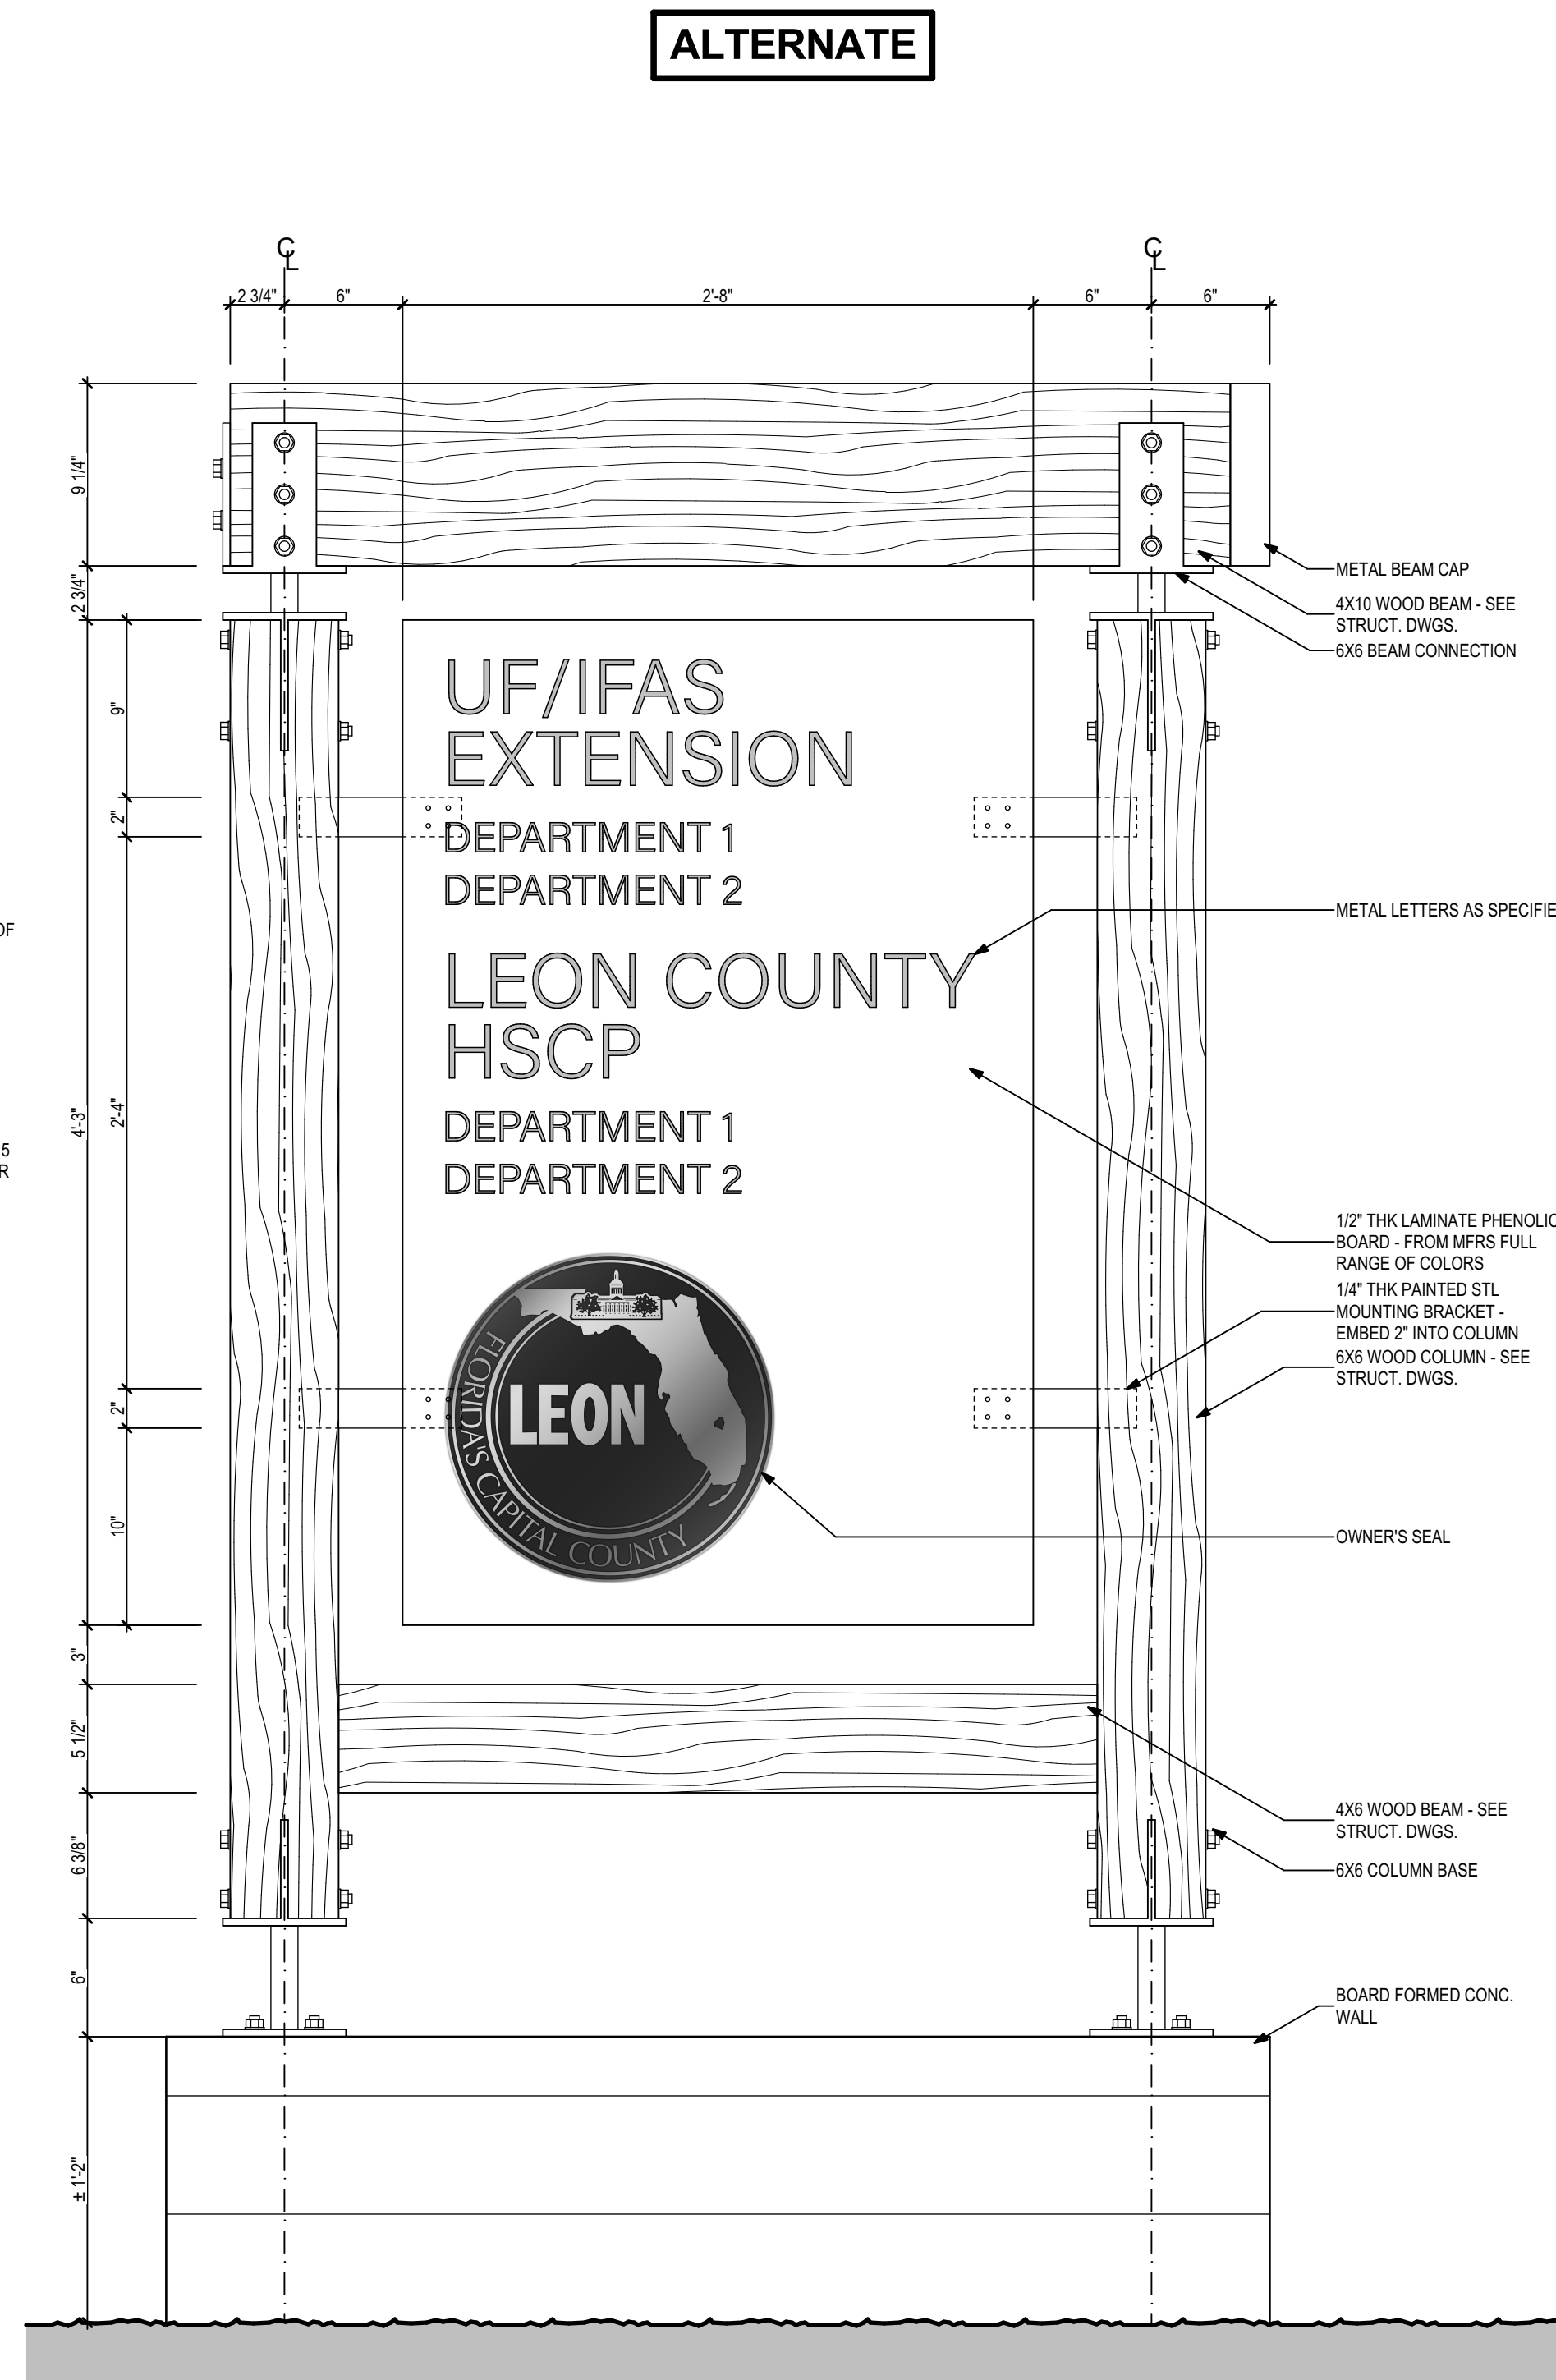 ALTERNATE
CL
CL
2 3/4"
6"
2'-8"
6"
6"
9 1/4"
2 3/4"
4'-3"
3"
5 1/2"
6 3/8"
6"
± 1'-2"
9"
2"
2'-4"
2"
10"
OF
5
R
UF/IFAS
EXTENSION
DEPARTMENT 1
DEPARTMENT 2
LEON COUNTY
HSCP
DEPARTMENT 1
DEPARTMENT 2
LEON
FLORIDA'S CAPITAL COUNTY
METAL BEAM CAP
4X10 WOOD BEAM - SEE
STRUCT. DWGS.
6X6 BEAM CONNECTION
METAL LETTERS AS SPECIFIE
1/2" THK LAMINATE PHENOLIC
BOARD - FROM MFRS FULL
RANGE OF COLORS
1/4" THK PAINTED STL
MOUNTING BRACKET -
EMBED 2" INTO COLUMN
6X6 WOOD COLUMN - SEE
STRUCT. DWGS.
OWNER'S SEAL
4X6 WOOD BEAM - SEE
STRUCT. DWGS.
6X6 COLUMN BASE
BOARD FORMED CONC.
WALL